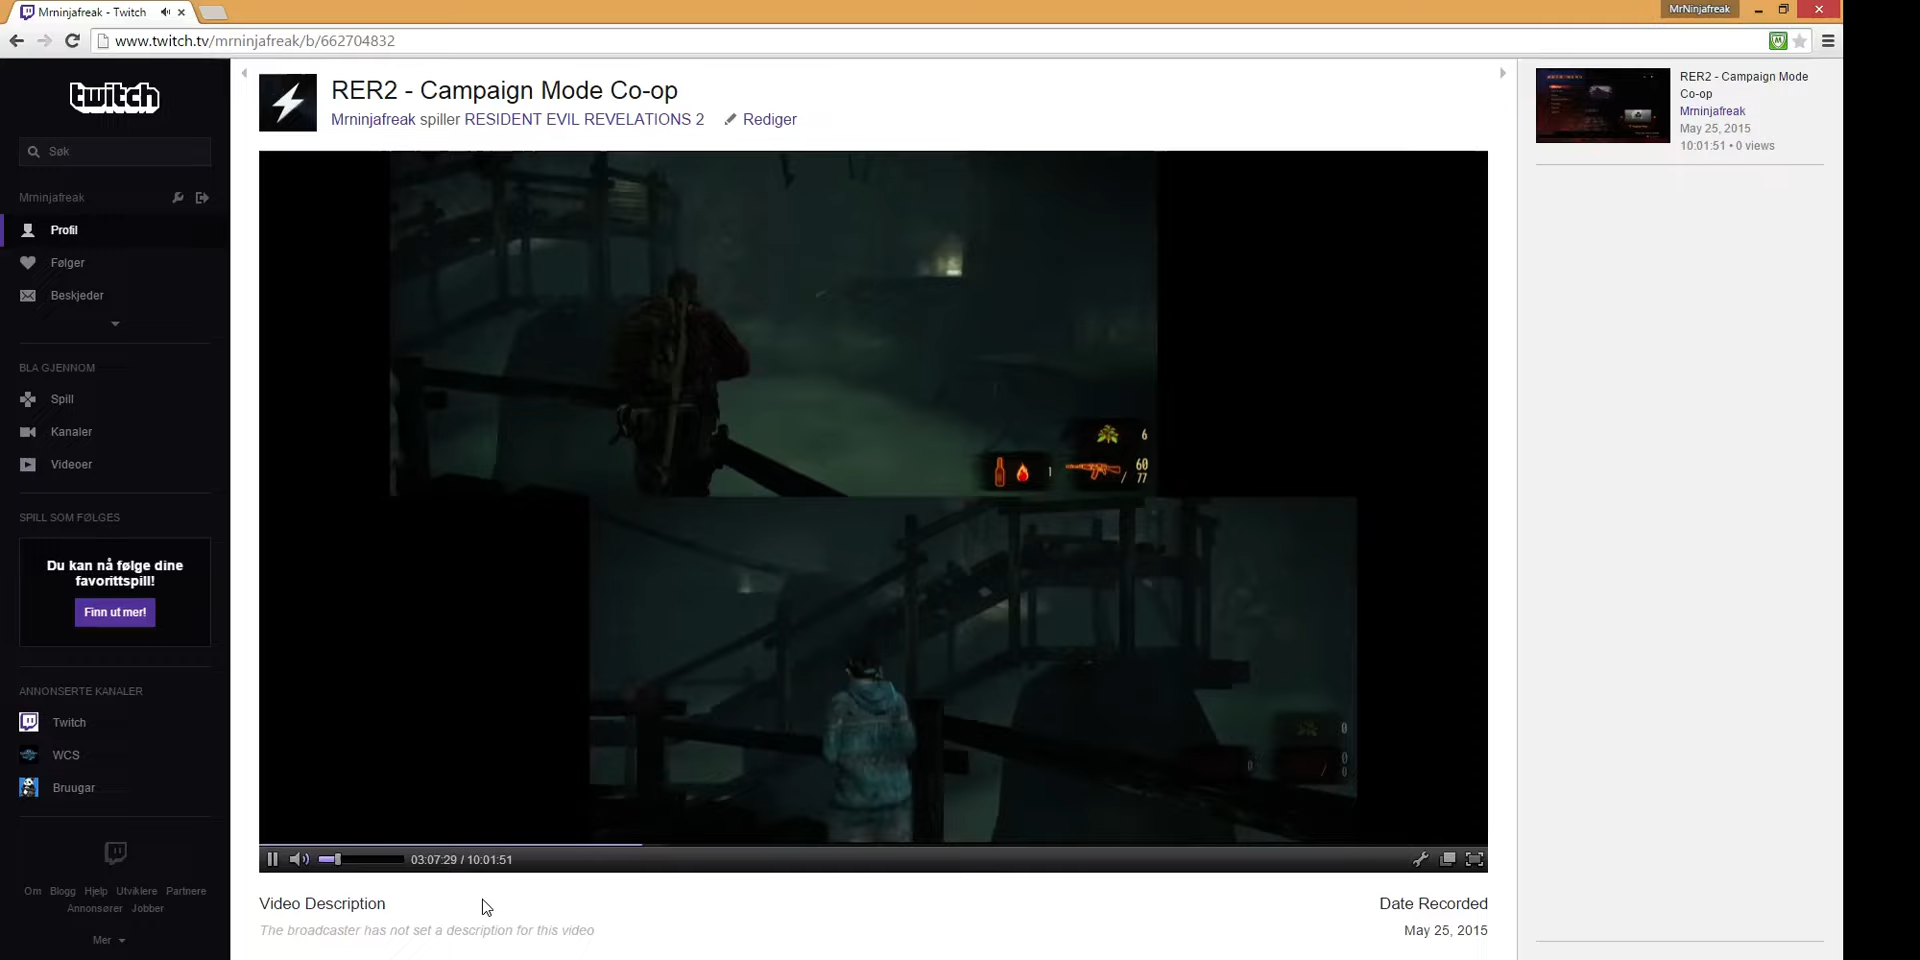 Mrninjafreak - Twitch
MrNinjafreak
www.twitch.tv/mrninjafreak/b/662704832
twitch
Søk
Mrninjafreak
Profil
Følger
Beskjeder
BLA GJENNOM
Spill
Kanaler
Videoer
SPILL SOM FØLGES
Du kan nå følge dine
favorittspill!
Finn ut mer!
ANNONSERTE KANALER
Twitch
WCS
Bruugar
Om Blogg Hjelp Utviklere Partnere
Annonsører Jobber
Mer
RER2 - Campaign Mode Co-op
Mrninjafreak spiller RESIDENT EVIL REVELATIONS 2 Rediger
6
1 60
/ 77
0
0 0
/ 0
03:07:29 / 10:01:51
Video Description
The broadcaster has not set a description for this video
Date Recorded
May 25, 2015
RER2 - Campaign Mode
Co-op
Mrninjafreak
May 25, 2015
10:01:51 • 0 views